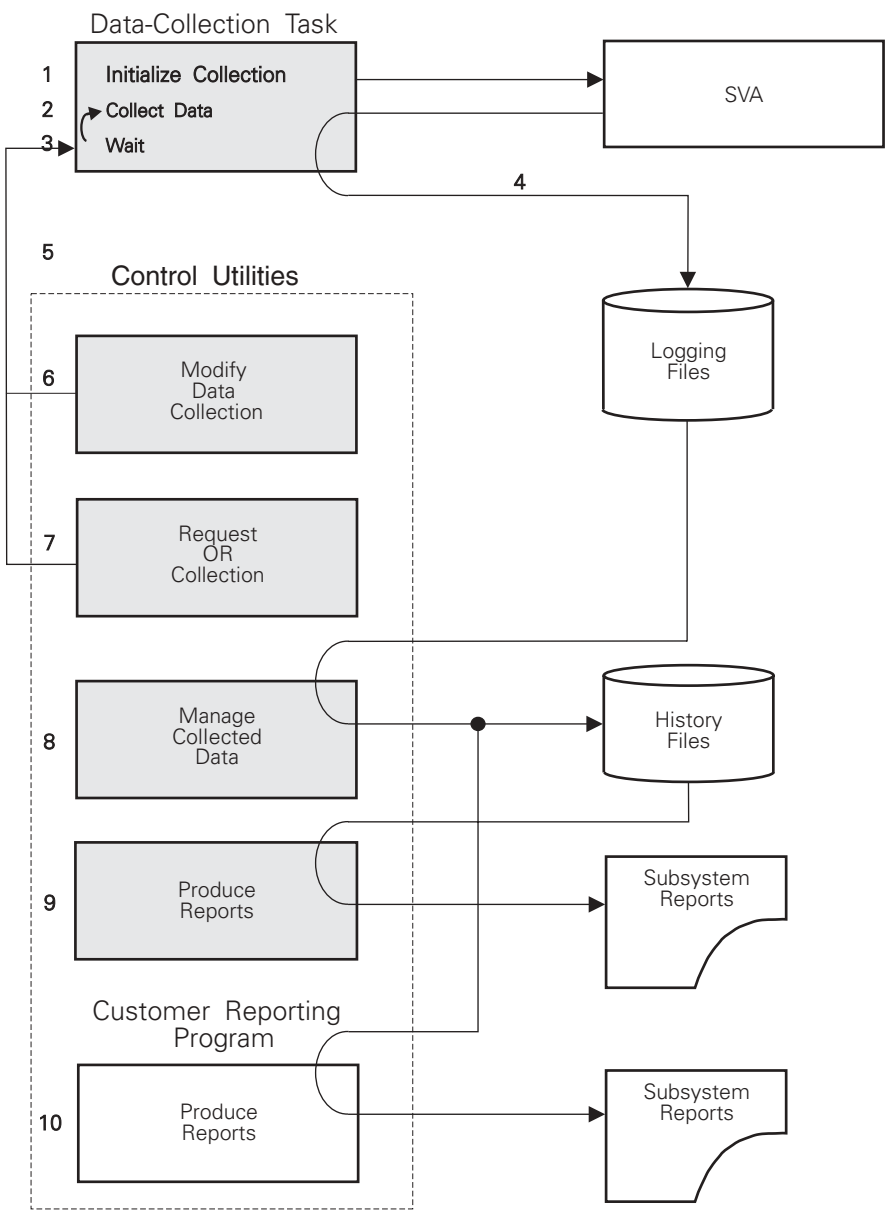 Data-Collection Task
1 Initialize Collection
SVA
2 Collect Data
3 Wait
4
5
Control Utilities
Logging
Files
6
Modify
Data
Collection
7
Request
OR
Collection
8
Manage
Collected
Data
History
Files
9
Produce
Reports
Subsystem
Reports
Customer Reporting
Program
10
Produce
Reports
Subsystem
Reports